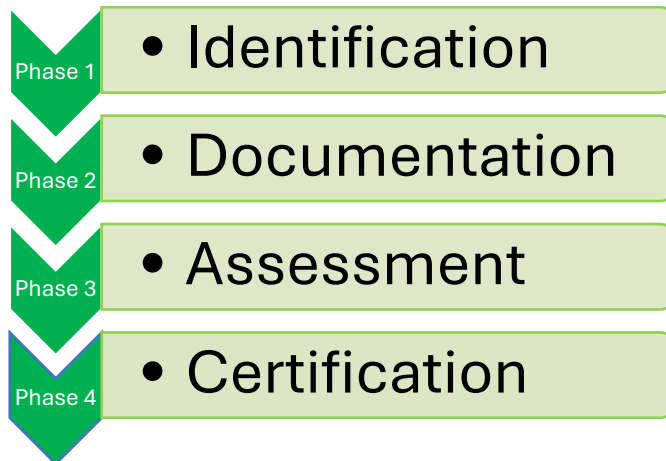 Phase 1
• Identification
Phase 2
• Documentation
Phase 3
• Assessment
Phase 4
• Certification